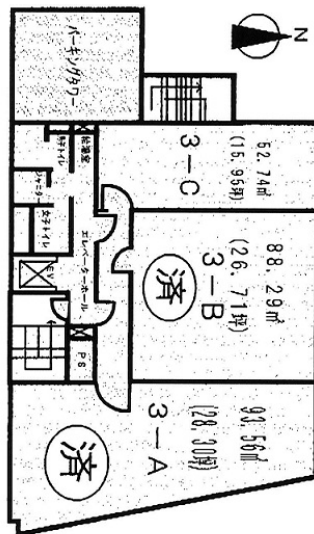 N
パーキングタワー
52.74㎡
(15.95坪)
3-C
88.29㎡
(26.71坪)
3-B
済
93.56㎡
(28.30坪)
3-A
済
給湯室
男子トイレ
女子トイレ
エレベーターホール
EV
PS